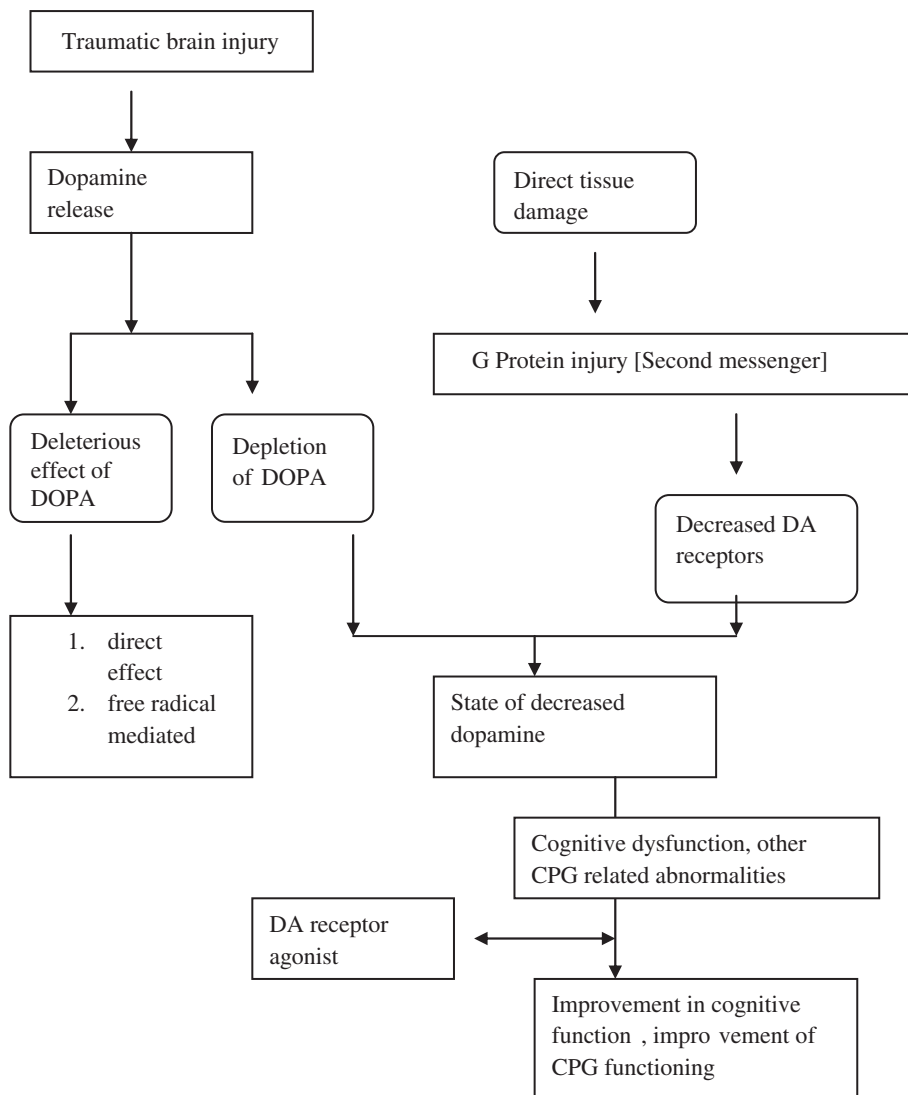 Traumatic brain injury
Dopamine
release
Direct tissue
damage
G Protein injury [Second messenger]
Deleterious
effect of
DOPA
Depletion
of DOPA
Decreased DA
receptors
1. direct
effect
2. free radical
mediated
State of decreased
dopamine
Cognitive dysfunction, other
CPG related abnormalities
DA receptor
agonist
Improvement in cognitive
function , impro vement of
CPG functioning